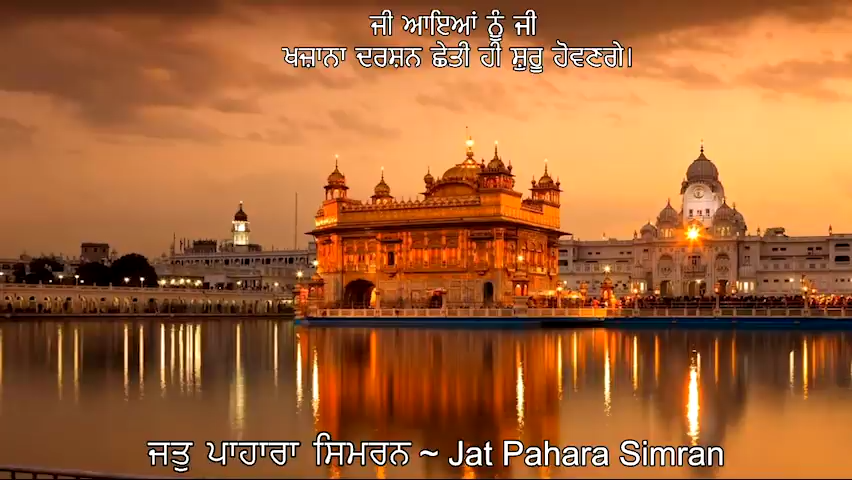 ਜੀ ਆਇਆਂ ਨੂੰ ਜੀ
ਖਜ਼ਾਨਾ ਦਰਸ਼ਨ ਛੇਤੀ ਹੀ ਸ਼ੁਰੂ ਹੋਵਣਗੇ।
ਜਤੁ ਪਾਹਾਰਾ ਸਿਮਰਨ ~ Jat Pahara Simran